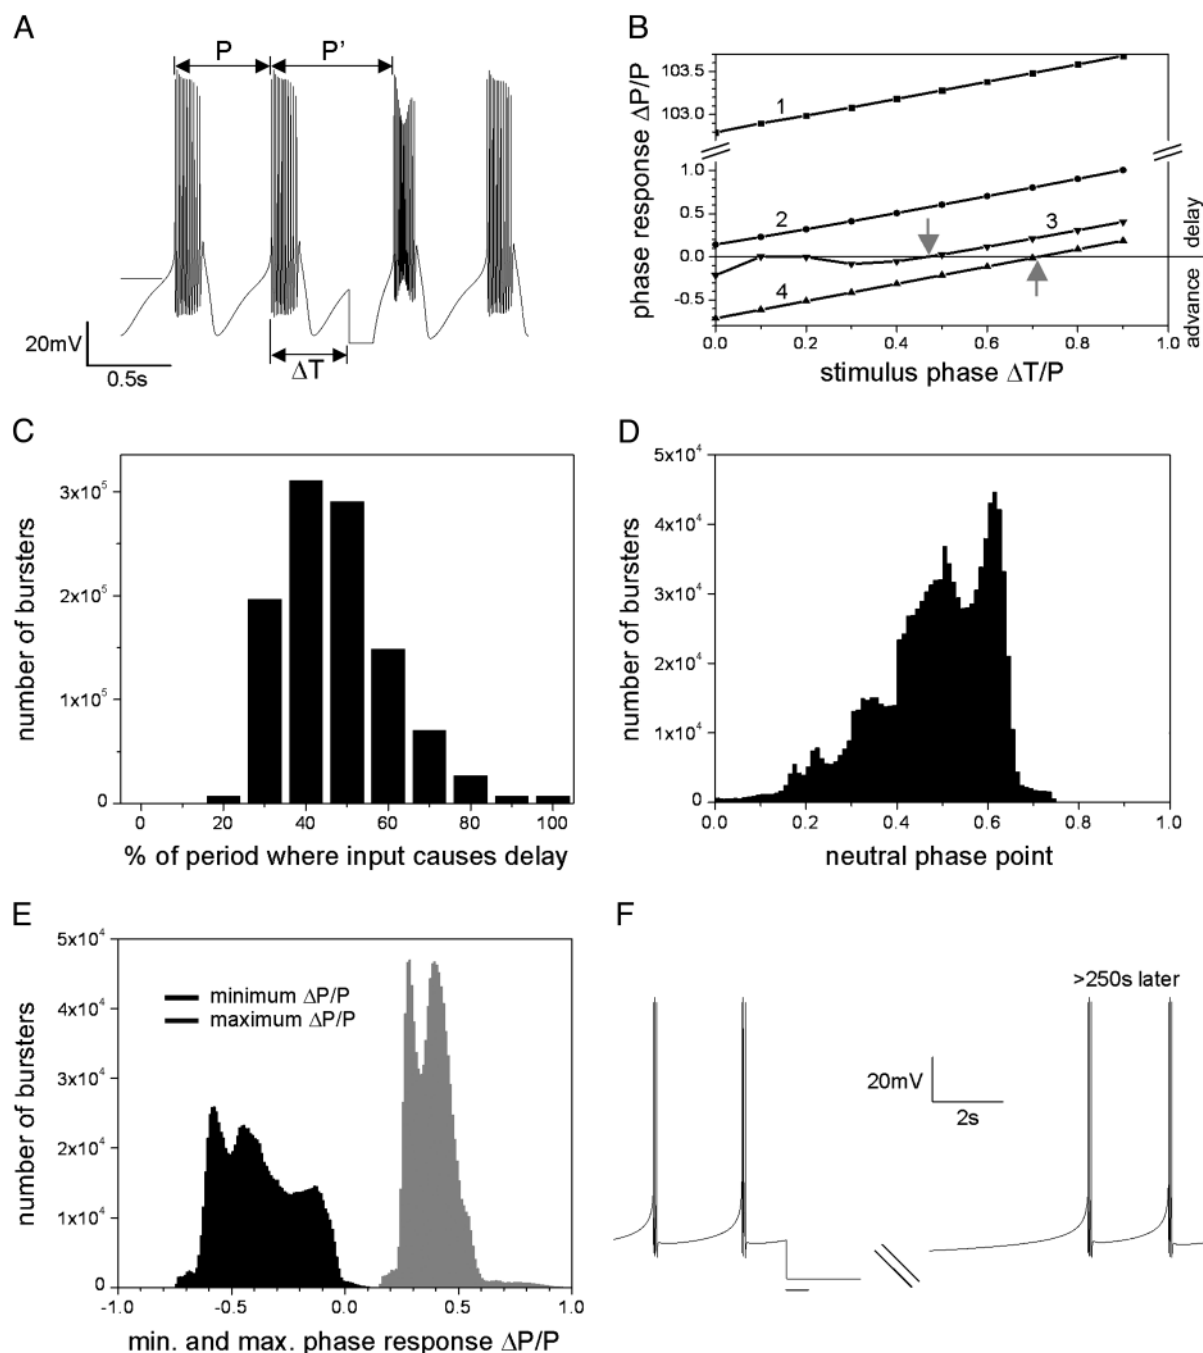 A
P
P'
20mV
0.5s
ΔT
B
phase response ΔP/P
103.5
103.0
1.0
0.5
0.0
-0.5
1
2
3
4
delay
advance
0.0 0.2 0.4 0.6 0.8 1.0
stimulus phase ΔT/P
C
number of bursters
3x10⁵
2x10⁵
1x10⁵
0
0 20 40 60 80 100
% of period where input causes delay
D
number of bursters
5x10⁴
4x10⁴
3x10⁴
2x10⁴
1x10⁴
0
0.0 0.2 0.4 0.6 0.8 1.0
neutral phase point
E
number of bursters
5x10⁴
4x10⁴
3x10⁴
2x10⁴
1x10⁴
0
minimum ΔP/P
maximum ΔP/P
-1.0 -0.5 0.0 0.5 1.0
min. and max. phase response ΔP/P
F
>250s later
20mV
2s